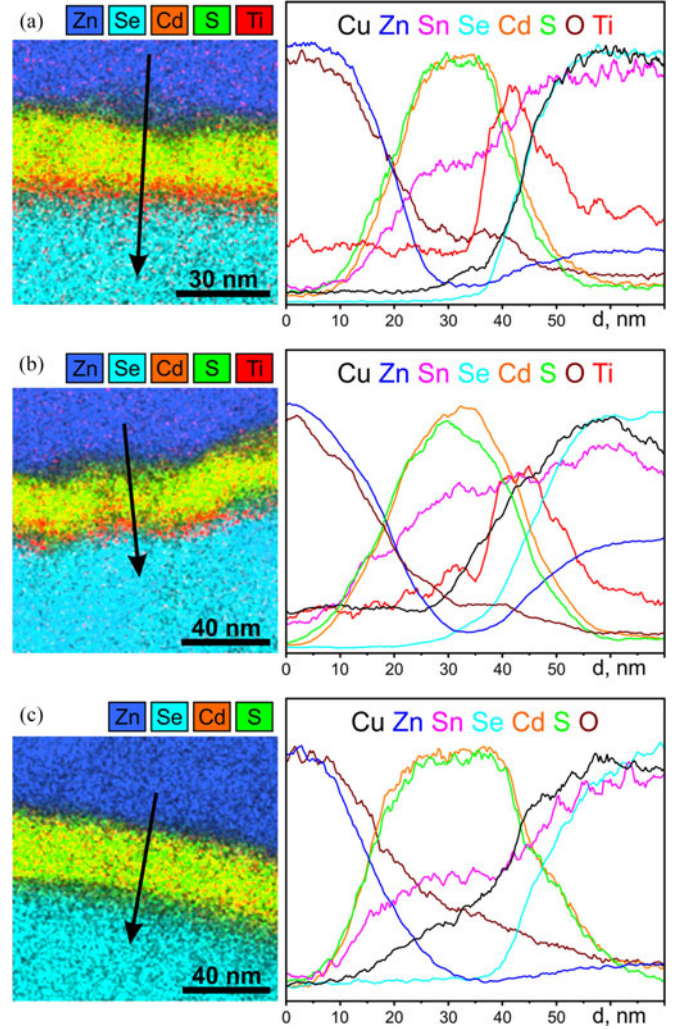 (a) Zn Se Cd S Ti
Cu Zn Sn Se Cd S O Ti
30 nm
0 10 20 30 40 50 d, nm
(b) Zn Se Cd S Ti
Cu Zn Sn Se Cd S O Ti
40 nm
0 10 20 30 40 50 d, nm
(c) Zn Se Cd S
Cu Zn Sn Se Cd S O
40 nm
0 10 20 30 40 50 d, nm